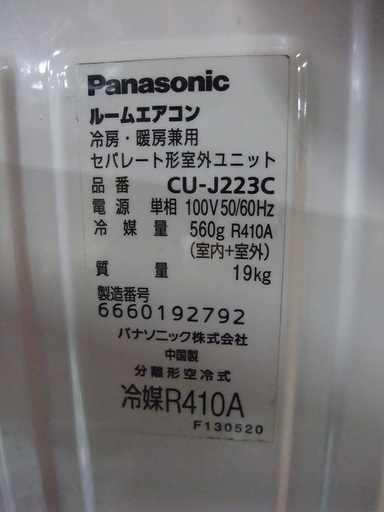 Panasonic
ルームエアコン
冷房・暖房兼用
セパレート形室外ユニット
品番 CU-J223C
電源 単相 100V 50/60Hz
冷媒量 560g R410A
(室内+室外)
質量 19kg
製造番号
6660192792
パナソニック株式会社
中国製
分離形空冷式
冷媒R410A
F130520